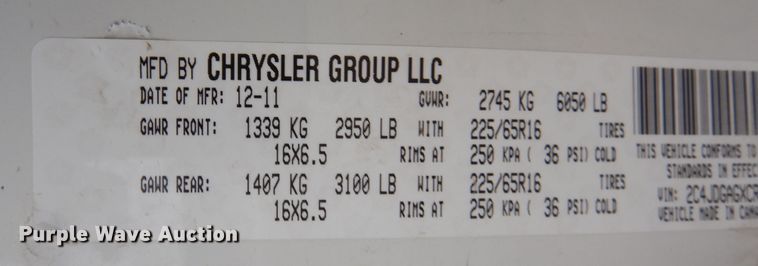 MFD BY CHRYSLER GROUP LLC
DATE OF MFR: 12-11 GVWR: 2745 KG 6050 LB
GAWR FRONT: 1339 KG 2950 LB WITH 225/65R16 TIRES
16X6.5 RIMS AT 250 KPA ( 36 PSI) COLD
GAWR REAR: 1407 KG 3100 LB WITH 225/65R16 TIRES
16X6.5 RIMS AT 250 KPA ( 36 PSI) COLD
THIS VEHICLE CONFORMS TO
STANDARDS IN EFFEC
VIN: 2C4JDGAGXCR
VEHICLE MADE IN CANA
Purple Wave Auction